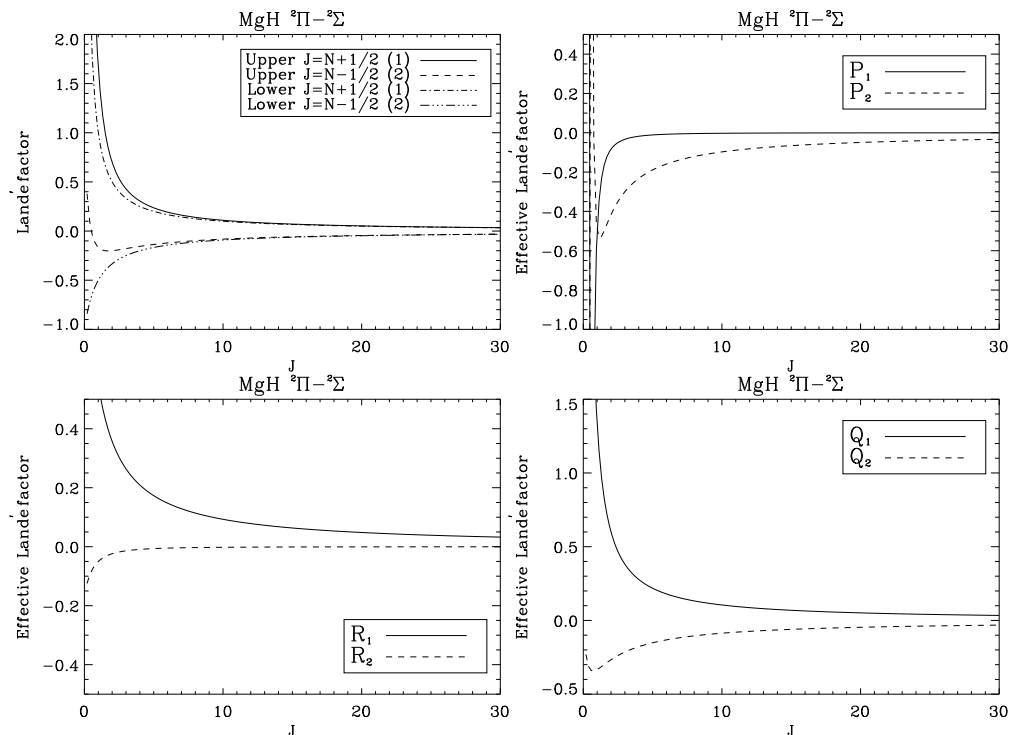 MgH ²Π−²Σ
2.0
1.5
1.0
0.5
0.0
−0.5
−1.0
Lande´ factor
Upper J=N+1/2 (1)
Upper J=N−1/2 (2)
Lower J=N+1/2 (1)
Lower J=N−1/2 (2)
0 10 20 30
J
MgH ²Π−²Σ
0.4
0.2
0.0
−0.2
−0.4
−0.6
−0.8
−1.0
Effective Lande´ factor
P₁
P₂
0 10 20 30
J
MgH ²Π−²Σ
0.4
0.2
0.0
−0.2
−0.4
Effective Lande´ factor
R₁
R₂
0 10 20 30
J
MgH ²Π−²Σ
1.5
1.0
0.5
0.0
−0.5
Effective Lande´ factor
Q₁
Q₂
0 10 20 30
J